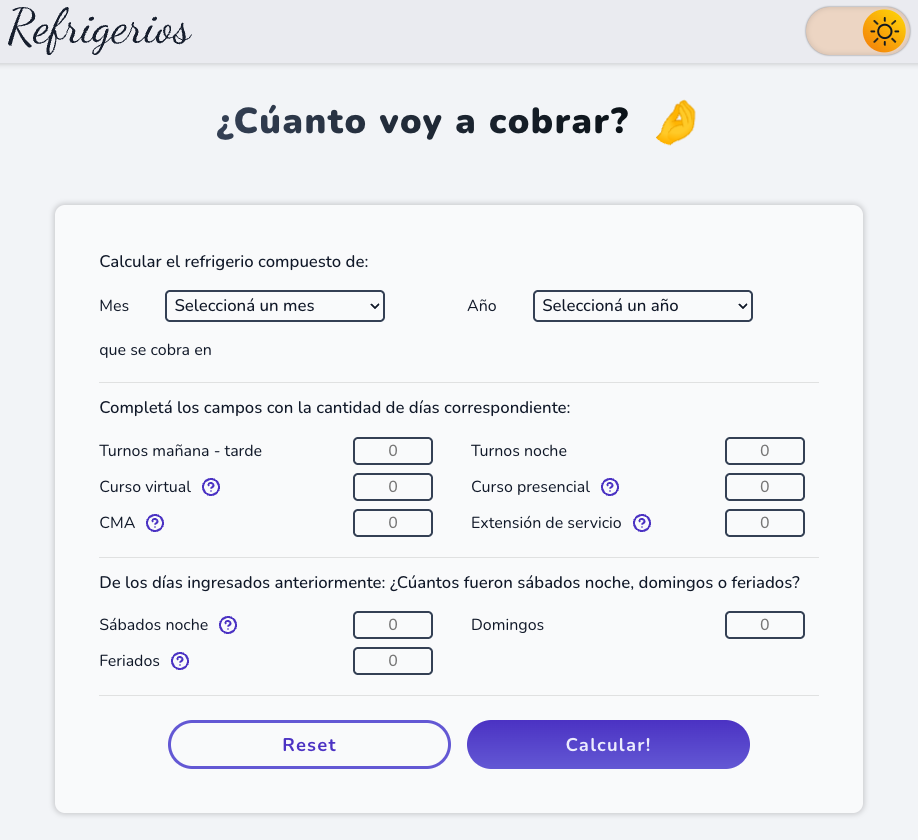 Refrigerios
¿Cúanto voy a cobrar? 🤌
Calcular el refrigerio compuesto de:
Mes Seleccioná un mes Año Seleccioná un año
que se cobra en
Completá los campos con la cantidad de días correspondiente:
Turnos mañana - tarde 0 Turnos noche 0
Curso virtual ? 0 Curso presencial ? 0
CMA ? 0 Extensión de servicio ? 0
De los días ingresados anteriormente: ¿Cúantos fueron sábados noche, domingos o feriados?
Sábados noche ? 0 Domingos 0
Feriados ? 0
Reset Calcular!